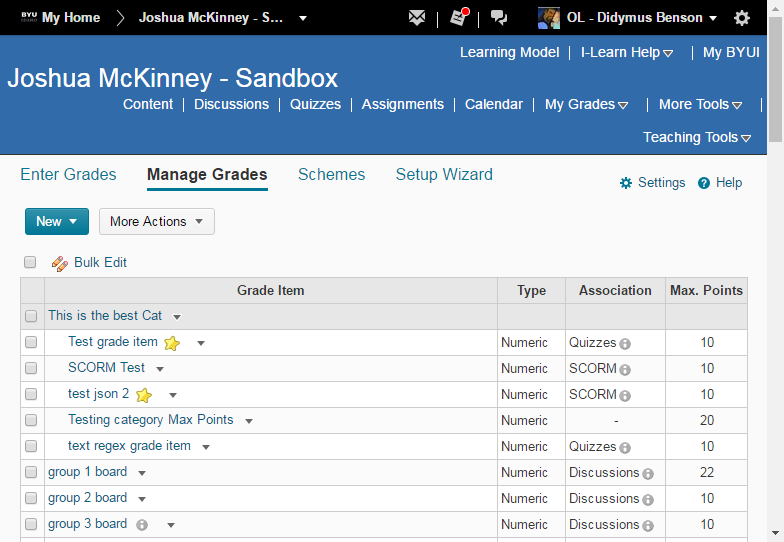 BYU My Home Joshua McKinney - S... OL - Didymus Benson
Learning Model I-Learn Help My BYUI
Joshua McKinney - Sandbox
Content Discussions Quizzes Assignments Calendar My Grades More Tools
Teaching Tools
Enter Grades Manage Grades Schemes Setup Wizard
Settings Help
New More Actions
Bulk Edit
Grade Item Type Association Max. Points
This is the best Cat
Test grade item Numeric Quizzes 10
SCORM Test Numeric SCORM 10
test json 2 Numeric SCORM 10
Testing category Max Points Numeric - 20
text regex grade item Numeric Quizzes 10
group 1 board Numeric Discussions 22
group 2 board Numeric Discussions 10
group 3 board Numeric Discussions 10